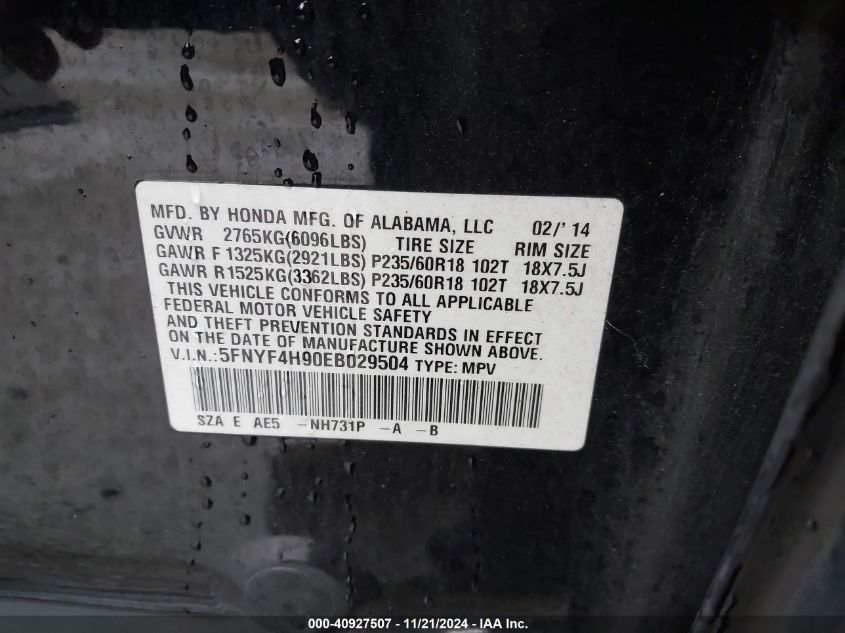 MFD. BY HONDA MFG. OF ALABAMA, LLC 02/' 14
GVWR 2765KG(6096LBS) TIRE SIZE RIM SIZE
GAWR F 1325KG(2921LBS) P235/60R18 102T 18X7.5J
GAWR R1525KG(3362LBS) P235/60R18 102T 18X7.5J
THIS VEHICLE CONFORMS TO ALL APPLICABLE
FEDERAL MOTOR VEHICLE SAFETY
AND THEFT PREVENTION STANDARDS IN EFFECT
ON THE DATE OF MANUFACTURE SHOWN ABOVE.
V.I.N.:5FNYF4H90EB029504 TYPE: MPV
SZA E AE5 -NH731P -A -B
000-40927507 - 11/21/2024 - IAA Inc.